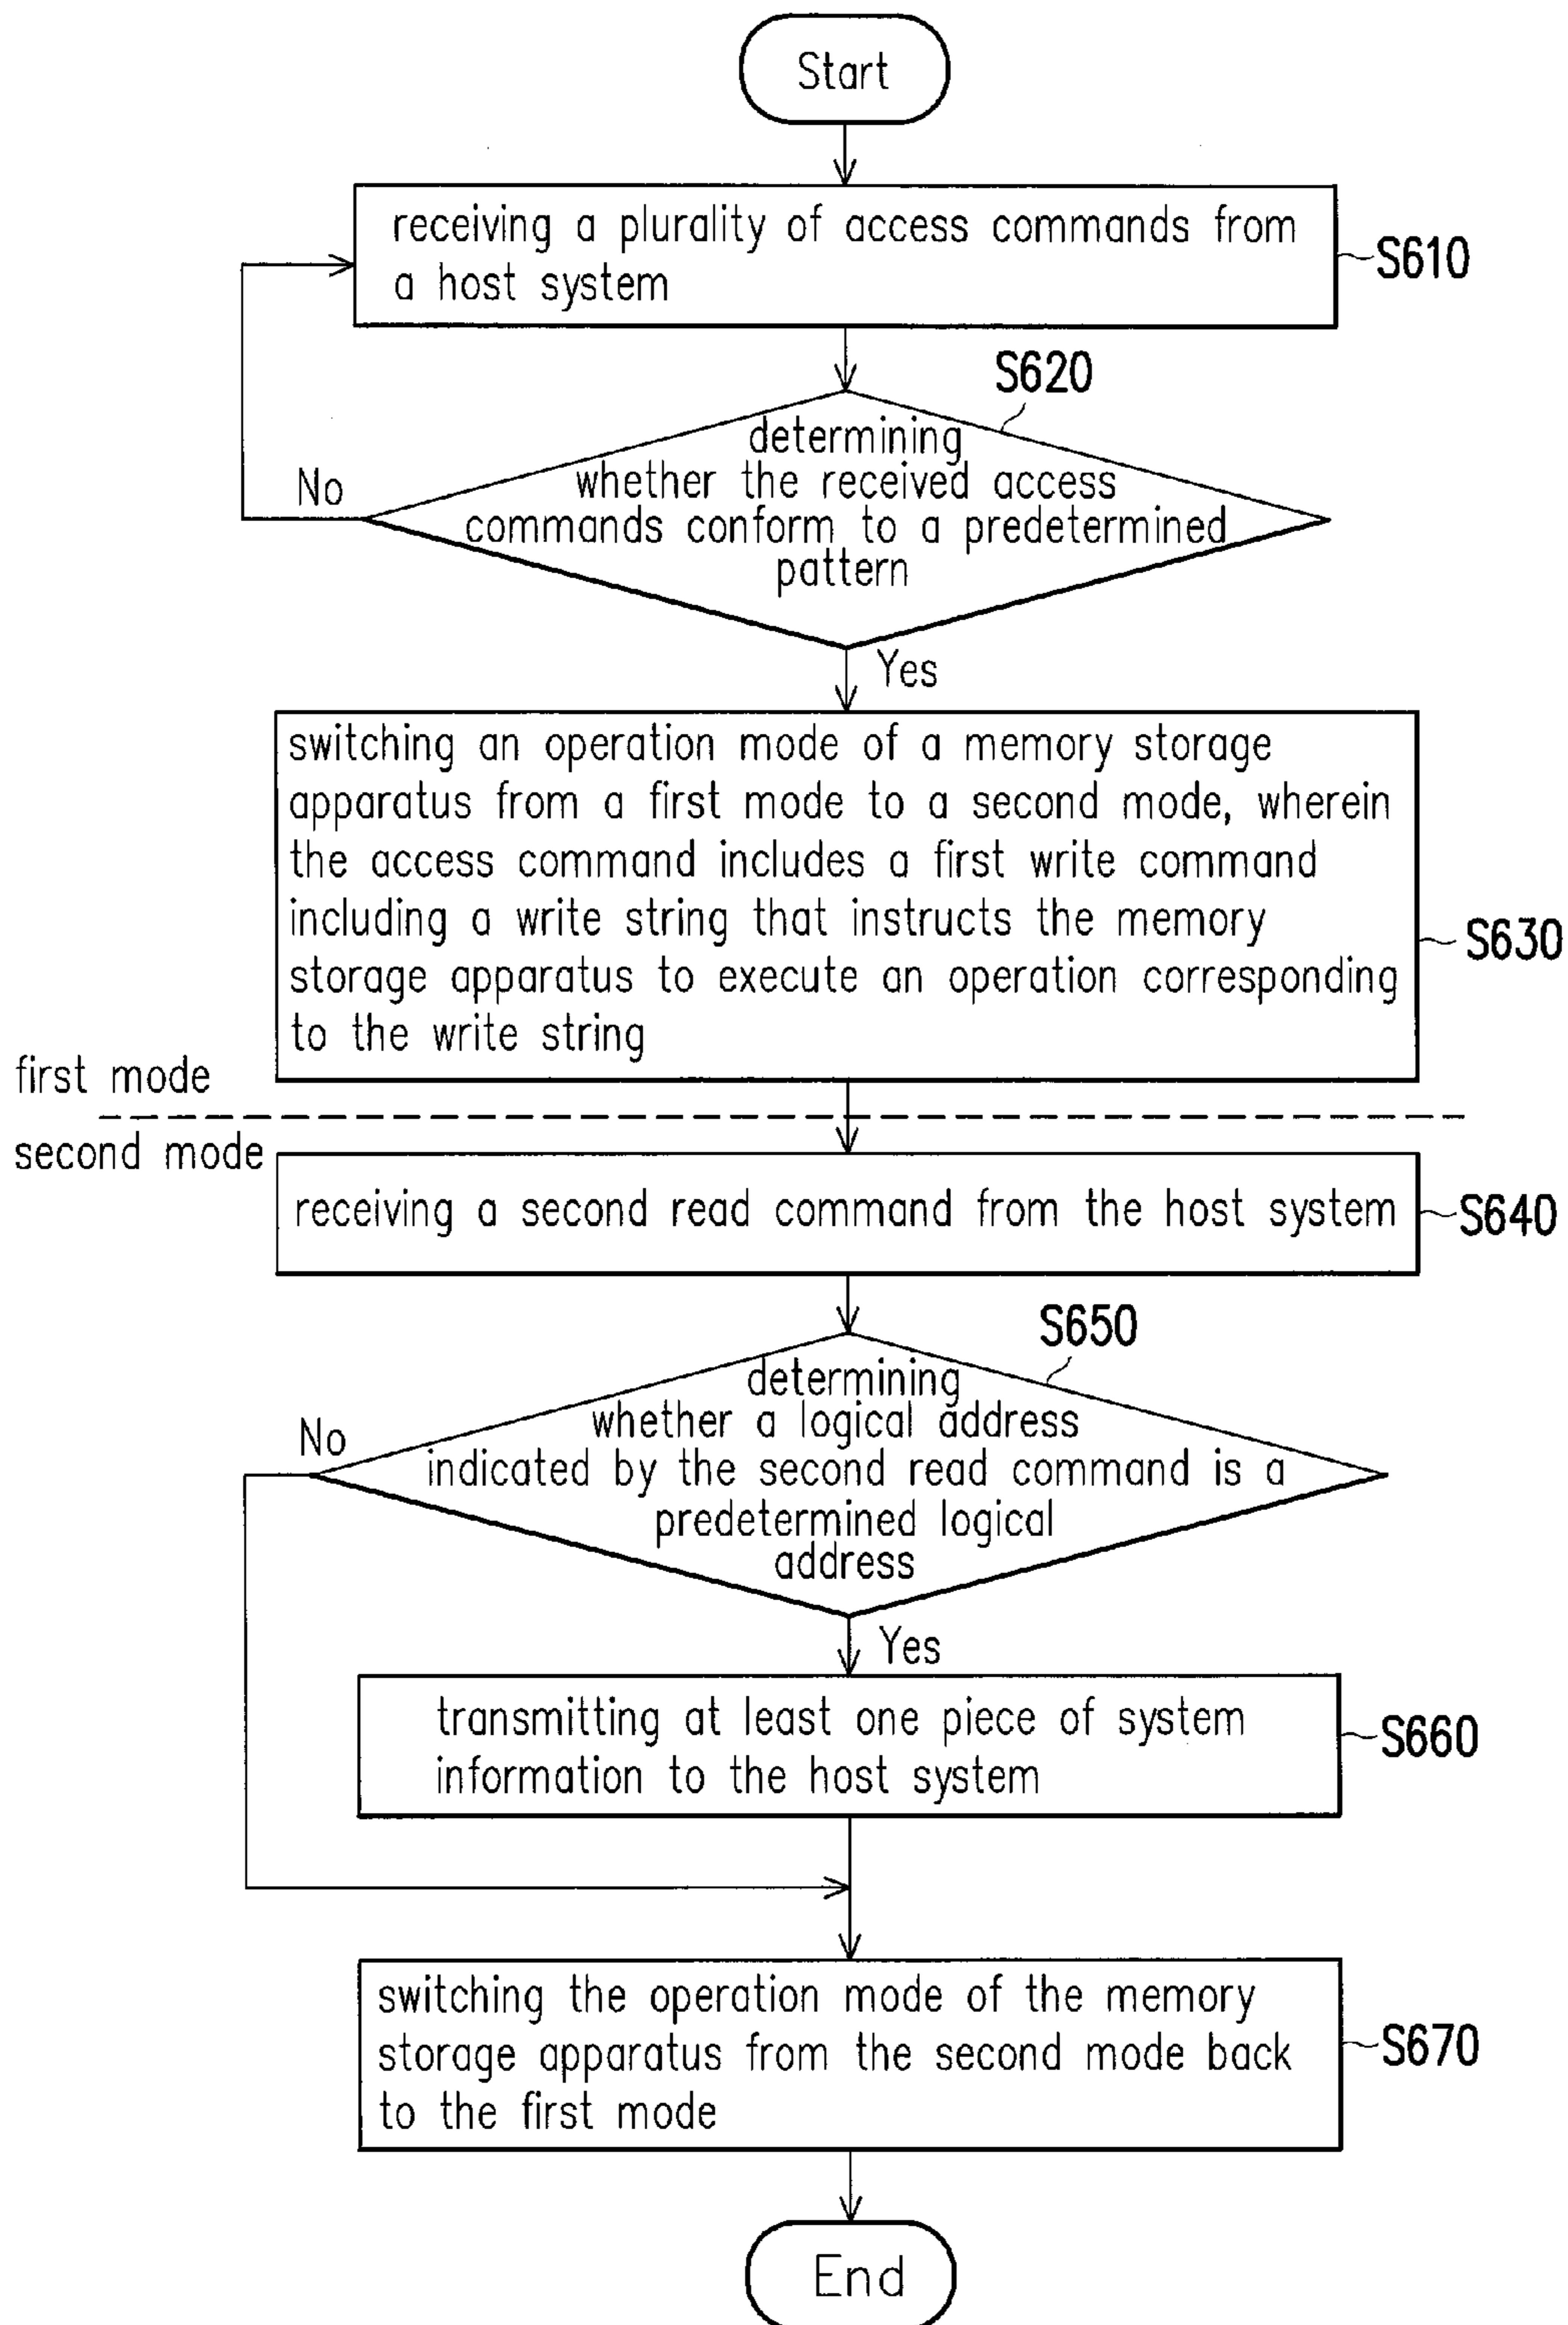 Start
receiving a plurality of access commands from
a host system
S610
S620
determining
whether the received access
commands conform to a predetermined
pattern
No
Yes
switching an operation mode of a memory storage
apparatus from a first mode to a second mode, wherein
the access command includes a first write command
including a write string that instructs the memory
storage apparatus to execute an operation corresponding
to the write string
S630
first mode
second mode
receiving a second read command from the host system
S640
S650
determining
whether a logical address
indicated by the second read command is a
predetermined logical
address
No
Yes
transmitting at least one piece of system
information to the host system
S660
switching the operation mode of the memory
storage apparatus from the second mode back
to the first mode
S670
End